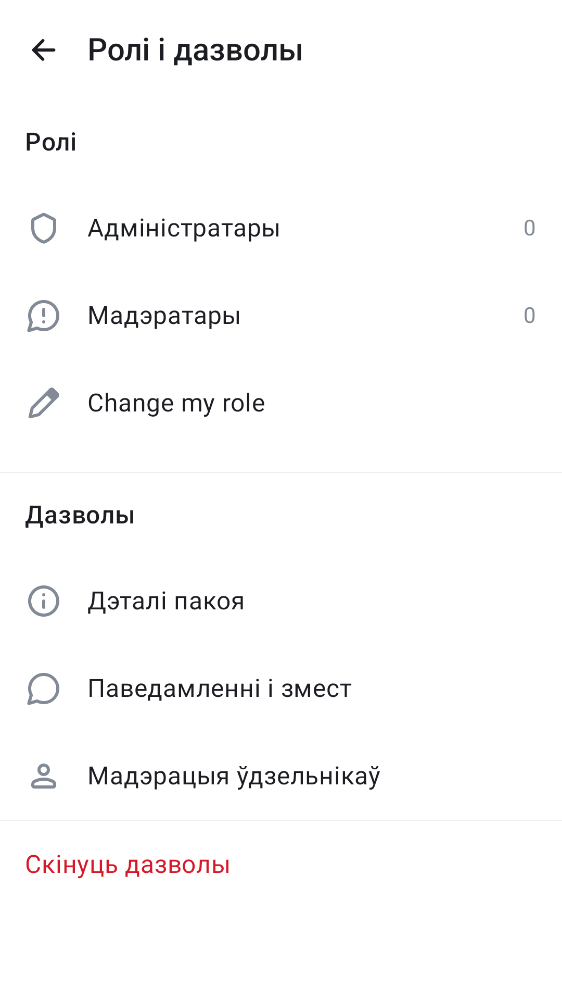 Ролі і дазволы
Ролі
Адміністратары 0
Мадэратары 0
Change my role
Дазволы
Дэталі пакоя
Паведамленні і змест
Мадэрацыя ўдзельнікаў
Скінуць дазволы